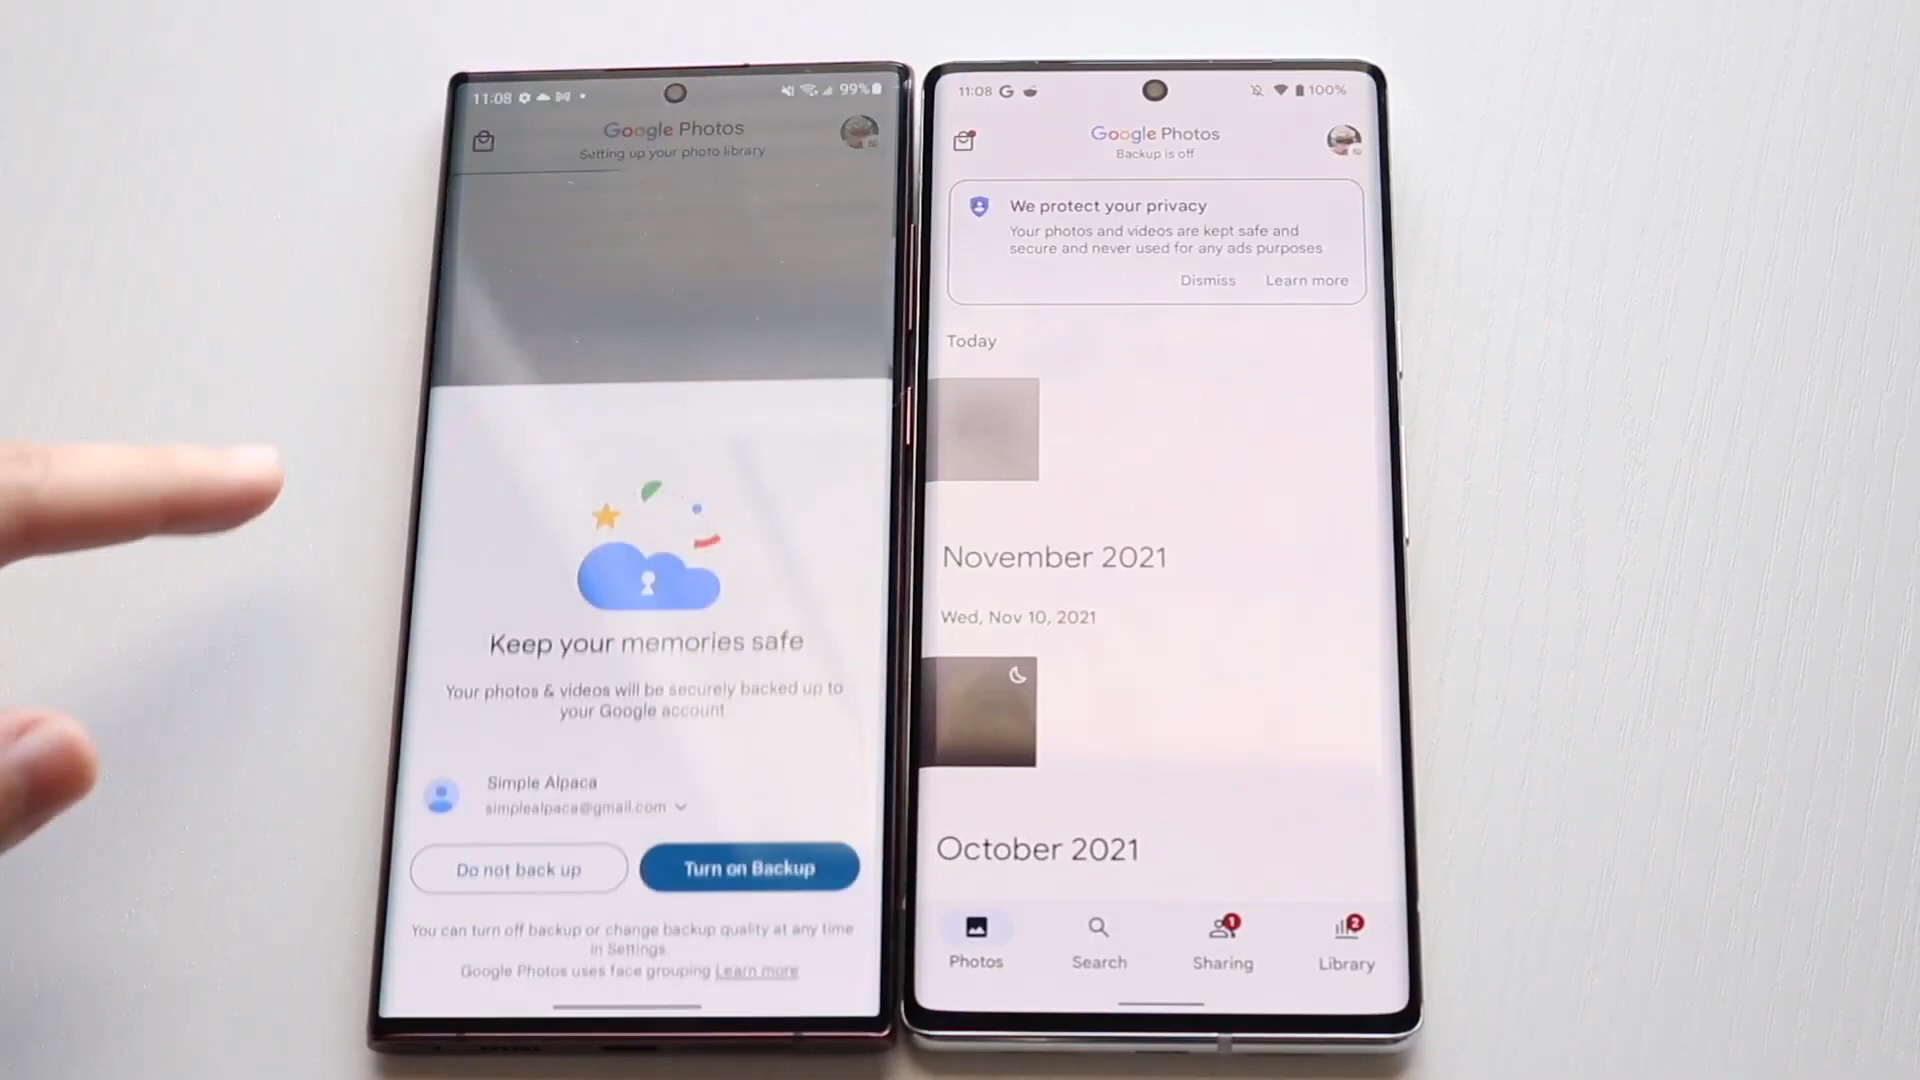 11:08
99%
Google Photos
Setting up your photo library
Keep your memories safe
Your photos & videos will be securely backed up to
your Google account
Simple Alpaca
simplealpaca@gmail.com
Do not back up
Turn on Backup
You can turn off backup or change backup quality at any time
in Settings.
Google Photos uses face grouping Learn more
11:08 G
100%
Google Photos
Backup is off
We protect your privacy
Your photos and videos are kept safe and
secure and never used for any ads purposes
Dismiss Learn more
Today
November 2021
Wed, Nov 10, 2021
October 2021
1 2
Photos Search Sharing Library